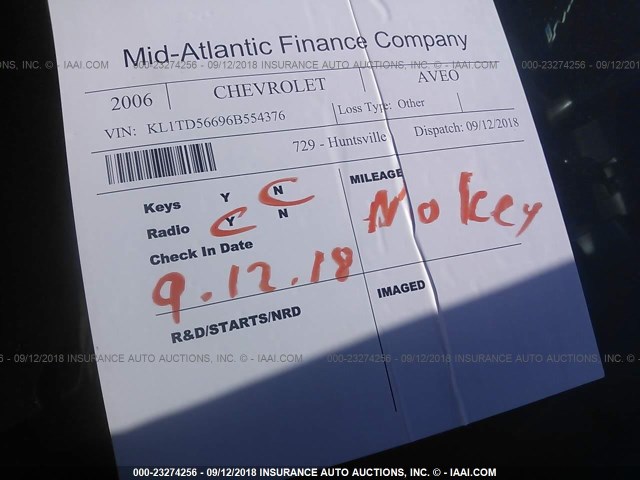 Mid-Atlantic Finance Company
INC. - © - IAAI.COM 000-23274256 - 09/12/2018 INSURANCE AUTO AUCTIONS, INC. - © - IAAI.COM 000-23274256 - 09/12/2018
2006 CHEVROLET AVEO
VIN: KL1TD56696B554376 Loss Type: Other
729 - Huntsville Dispatch: 09/12/2018
Keys Y N MILEAGE
Radio Y N No key
Check In Date
9.12.18
R&D/STARTS/NRD IMAGED
09/12/2018 INSURANCE AUTO AUCTIONS, INC. - © - IAAI.COM 000-23274256 - 09/12/2018 INSURANCE AUTO AUCTIONS, INC. - © - IAAI.COM
000-23274256 - 09/12/2018 INSURANCE AUTO AUCTIONS, INC. - © - IAAI.COM